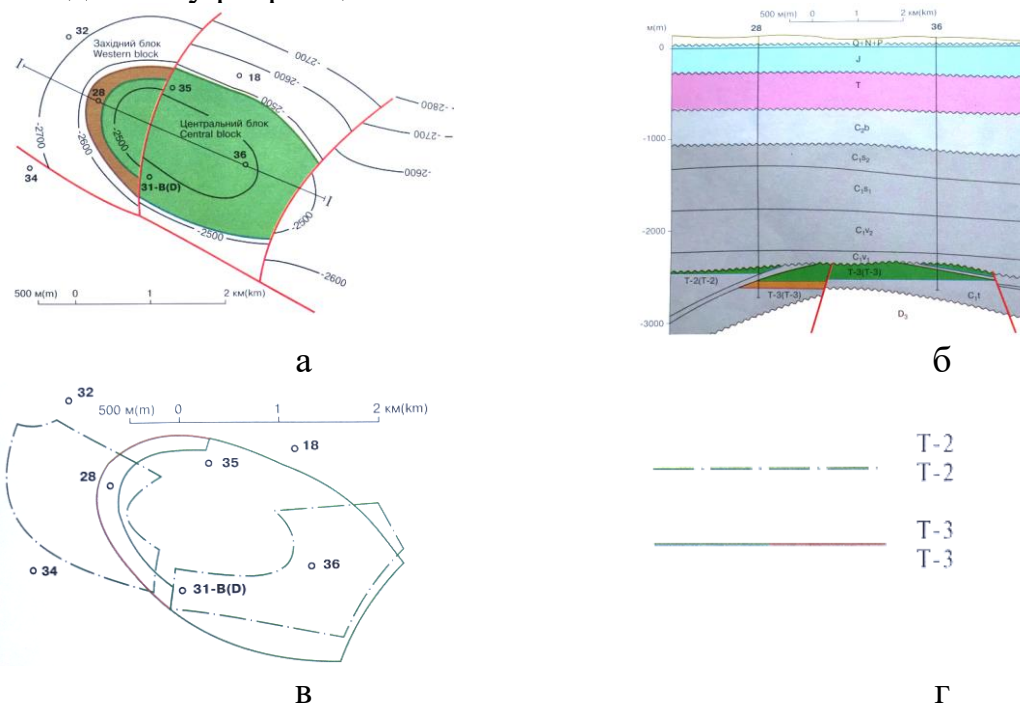 32
Західний блок
Western block
-2700
-2600
18
-2500
I
28
35
-2800
-2700
-2600
Центральний блок
Central block
-2500
36
-2600
-2700
34
31-В(D)
-2500
-2500
I
-2600
500 м(m) 0 1 2 км(km)
а
500 м(m) 0 1 2 км(km)
м(m) 28 36
0
Q+N+P
J
T
C₂b
-1000
C₁s₂
C₁s₁
-2000
C₁v₂
C₁v₁
T-2(T-2)
T-3(T-3)
T-3(T-3)
C₁t
D₃
-3000
б
32
500 м(m) 0 1 2 км(km)
18
35
28
36
34
31-В(D)
в
Т-2
Т-2
Т-3
Т-3
г